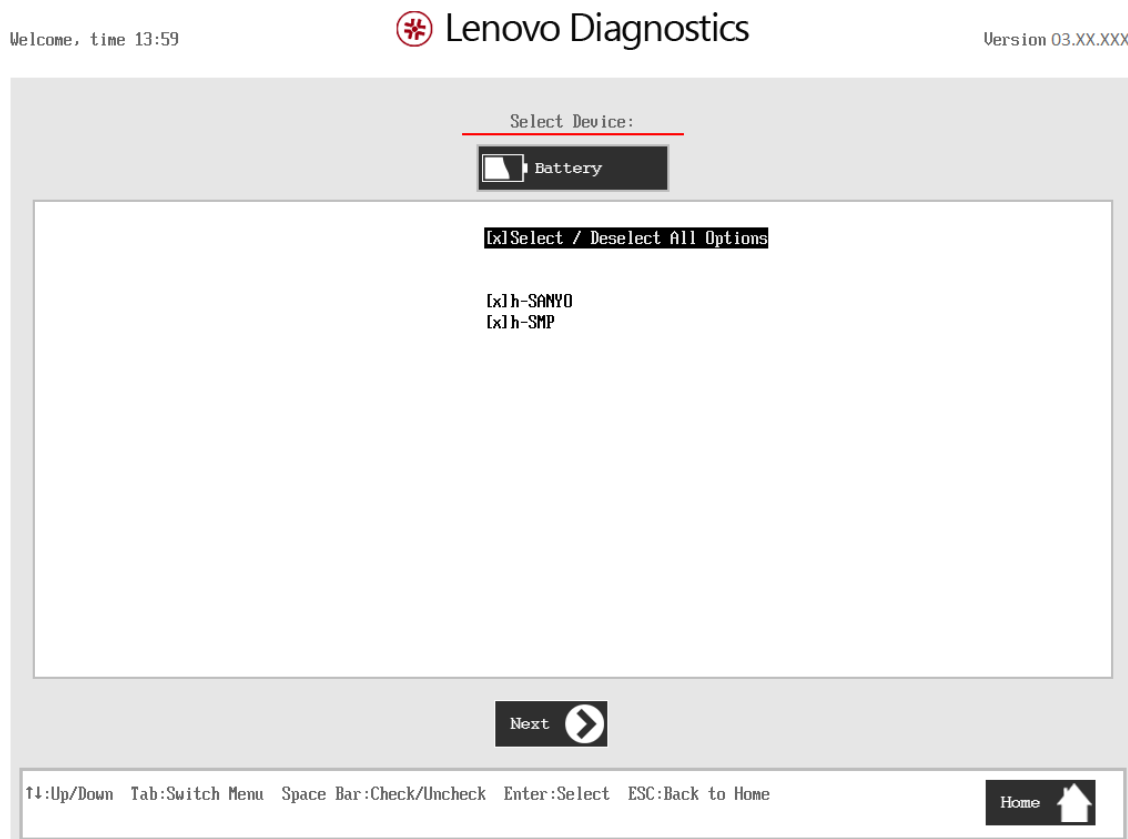 Welcome, time 13:59
Lenovo Diagnostics
Version 03.XX.XXX
Select Device:
Battery
[x]Select / Deselect All Options
[x]h-SANYO
[x]h-SMP
Next
↑↓:Up/Down Tab:Switch Menu Space Bar:Check/Uncheck Enter:Select ESC:Back to Home
Home